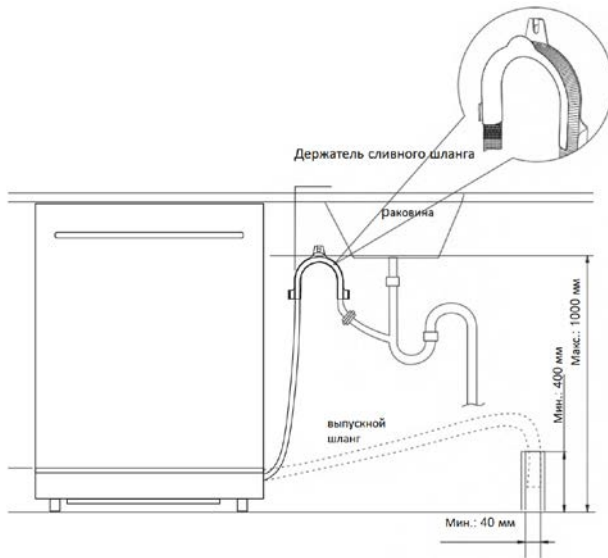 Держатель сливного шланга
раковина
Макс.: 1000 мм
Мин.: 400 мм
выпускной
шланг
Мин.: 40 мм